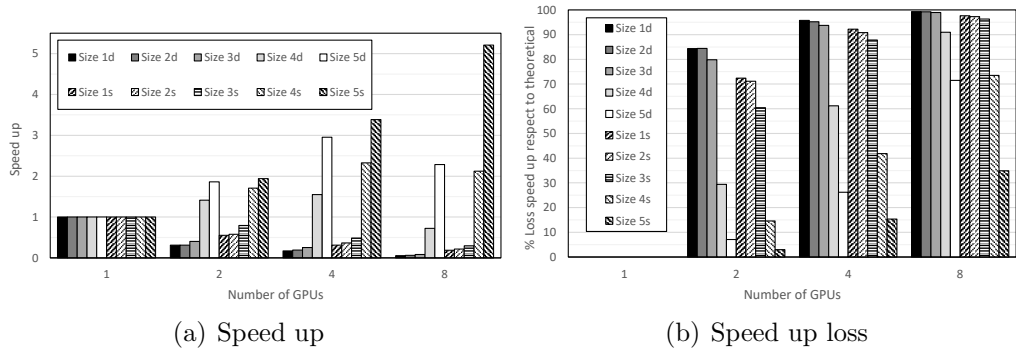 Speed up
5
4
3
2
1
0
Size 1d
Size 2d
Size 3d
Size 4d
Size 5d
Size 1s
Size 2s
Size 3s
Size 4s
Size 5s
1
2
4
8
Number of GPUs
(a) Speed up
% Loss speed up respect to theoretical
100
90
80
70
60
50
40
30
20
10
0
Size 1d
Size 2d
Size 3d
Size 4d
Size 5d
Size 1s
Size 2s
Size 3s
Size 4s
Size 5s
1
2
4
8
Number of GPUs
(b) Speed up loss